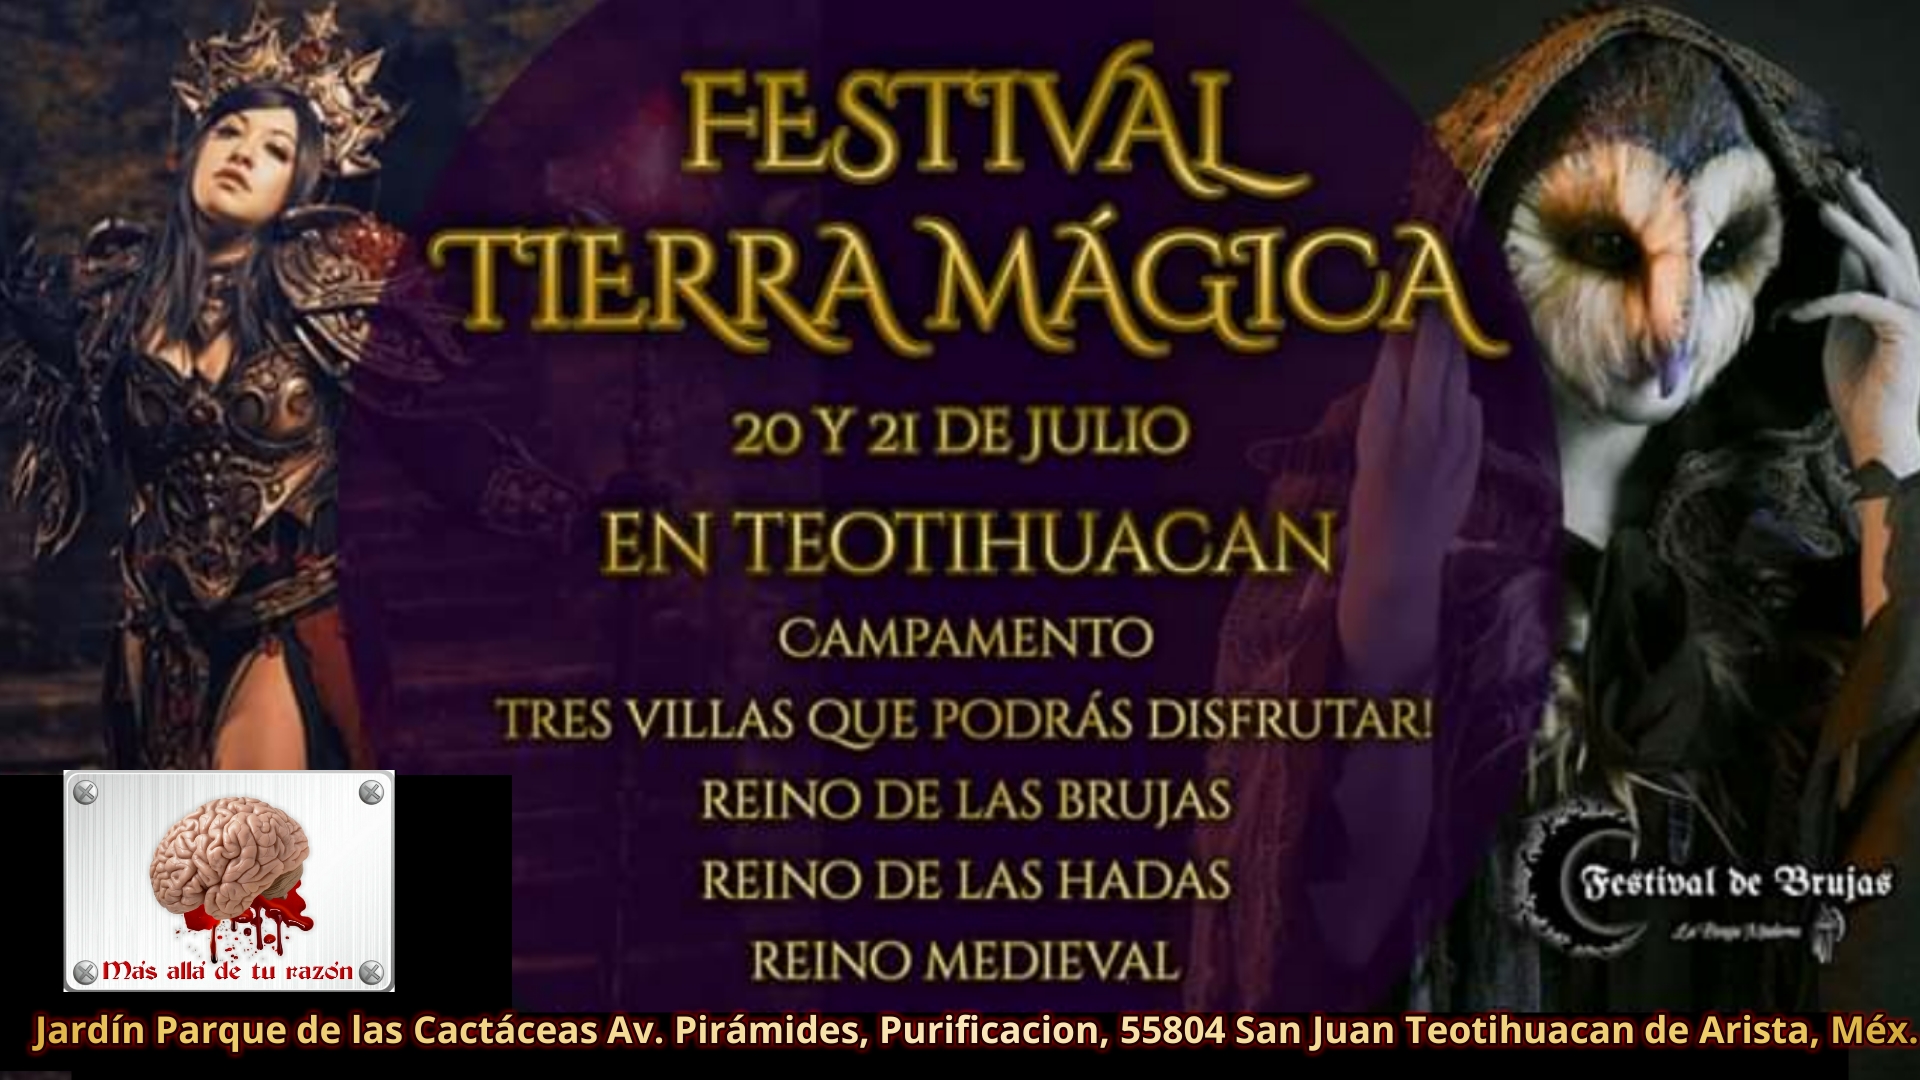 FESTIVAL
TIERRA MÁGICA
20 Y 21 DE JULIO
EN TEOTIHUACAN
CAMPAMENTO
TRES VILLAS QUE PODRÁS DISFRUTAR!
REINO DE LAS BRUJAS
REINO DE LAS HADAS
REINO MEDIEVAL
Festival de Brujas
Más allá de tu razón
Jardín Parque de las Cactáceas Av. Pirámides, Purificacion, 55804 San Juan Teotihuacan de Arista, Méx.